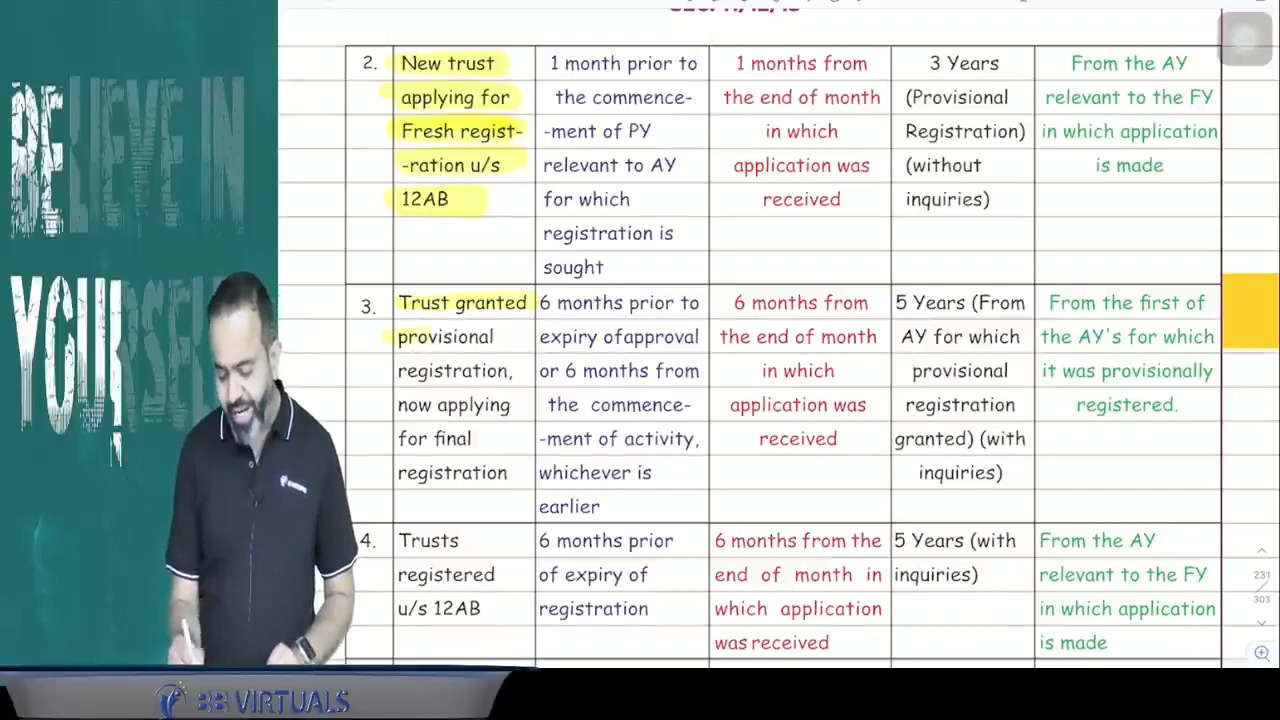 BELIEVE IN
2.
New trust
applying for
Fresh regist-
-ration u/s
12AB
1 month prior to
the commence-
-ment of PY
relevant to AY
for which
registration is
sought
1 months from
the end of month
in which
application was
received
3 Years
(Provisional
Registration)
(without
inquiries)
From the AY
relevant to the FY
in which application
is made
3.
Trust granted
provisional
registration,
now applying
for final
registration
6 months prior to
expiry ofapproval
or 6 months from
the commence-
-ment of activity,
whichever is
earlier
6 months from
the end of month
in which
application was
received
5 Years (From
AY for which
provisional
registration
granted) (with
inquiries)
From the first of
the AY's for which
it was provisionally
registered.
4.
Trusts
registered
u/s 12AB
6 months prior
of expiry of
registration
6 months from the
end of month in
which application
was received
5 Years (with
inquiries)
From the AY
relevant to the FY
in which application
is made
231
303
BB VIRTUALS